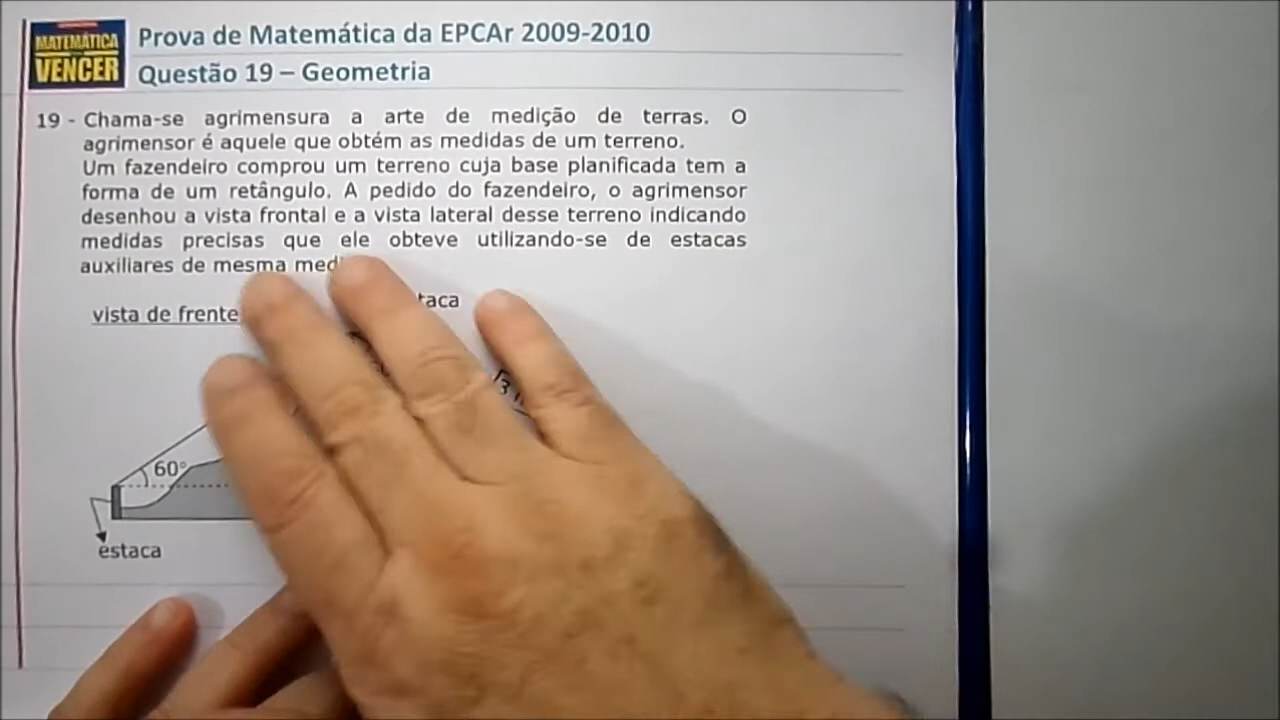 MATEMÁTICA
VENCER
Prova de Matemática da EPCAr 2009-2010
Questão 19 – Geometria
19 - Chama-se agrimensura a arte de medição de terras. O
agrimensor é aquele que obtém as medidas de um terreno.
Um fazendeiro comprou um terreno cuja base planificada tem a
forma de um retângulo. A pedido do fazendeiro, o agrimensor
desenhou a vista frontal e a vista lateral desse terreno indicando
medidas precisas que ele obteve utilizando-se de estacas
auxiliares de mesma med
vista de frente
taca
√3
60°
estaca